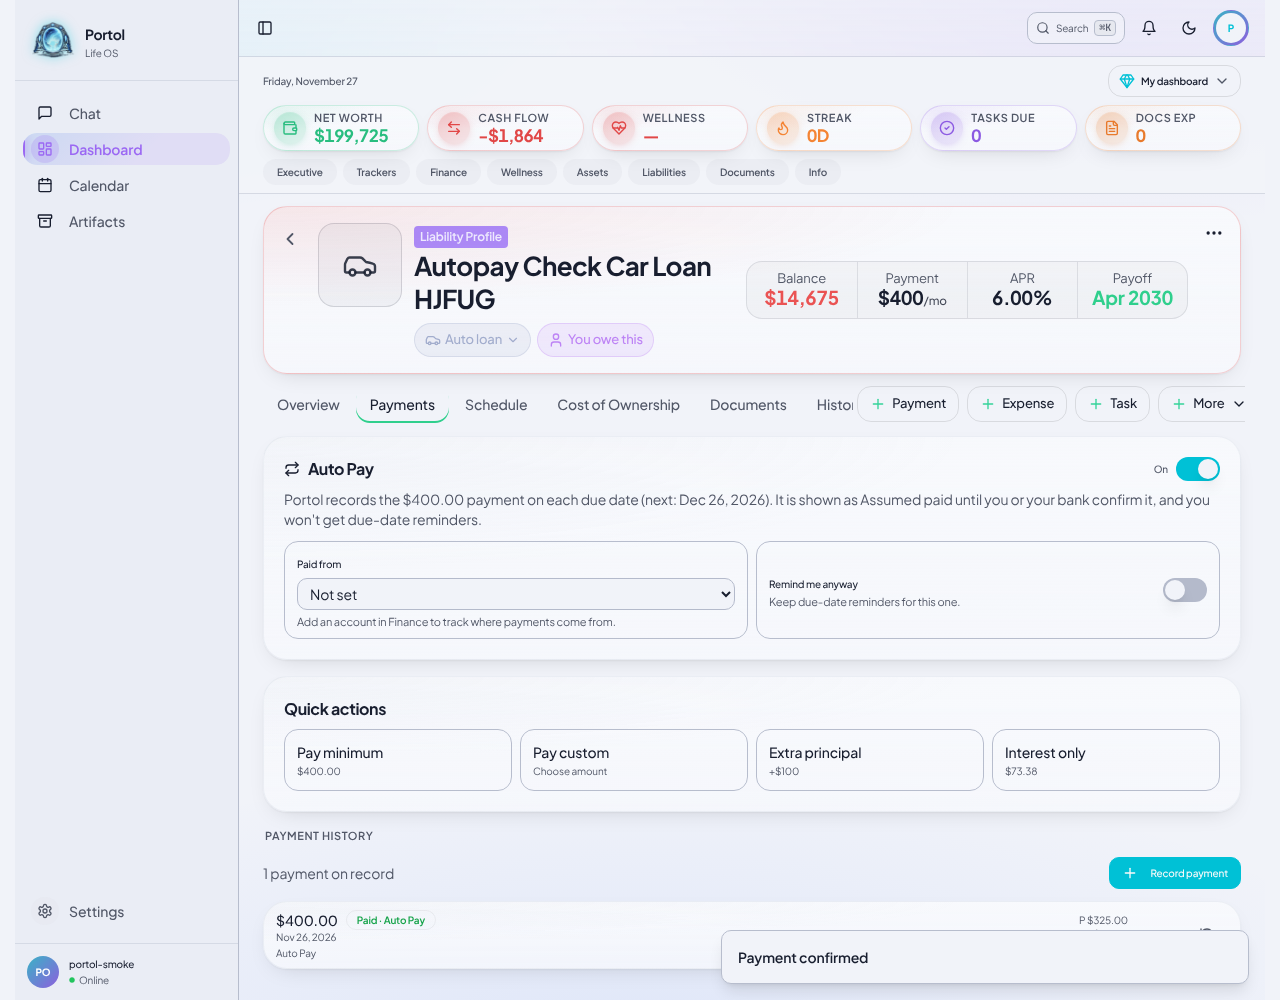 Portol
Life OS
Chat
Dashboard
Calendar
Artifacts
Settings
PO
portol-smoke
Online
Search
⌘K
P
Friday, November 27
My dashboard
NET WORTH
$199,725
CASH FLOW
-$1,864
WELLNESS
—
STREAK
0D
TASKS DUE
0
DOCS EXP
0
Executive
Trackers
Finance
Wellness
Assets
Liabilities
Documents
Info
Liability Profile
Autopay Check Car Loan
HJFUG
Auto loan
You owe this
Balance
$14,675
Payment
$400/mo
APR
6.00%
Payoff
Apr 2030
Overview
Payments
Schedule
Cost of Ownership
Documents
Histor
Payment
Expense
Task
More
Auto Pay
On
Portol records the $400.00 payment on each due date (next: Dec 26, 2026). It is shown as Assumed paid until you or your bank confirm it, and you
won't get due-date reminders.
Paid from
Not set
Add an account in Finance to track where payments come from.
Remind me anyway
Keep due-date reminders for this one.
Quick actions
Pay minimum
$400.00
Pay custom
Choose amount
Extra principal
+$100
Interest only
$73.38
PAYMENT HISTORY
1 payment on record
Record payment
$400.00
Paid · Auto Pay
Nov 26, 2026
Auto Pay
P $325.00
Payment confirmed